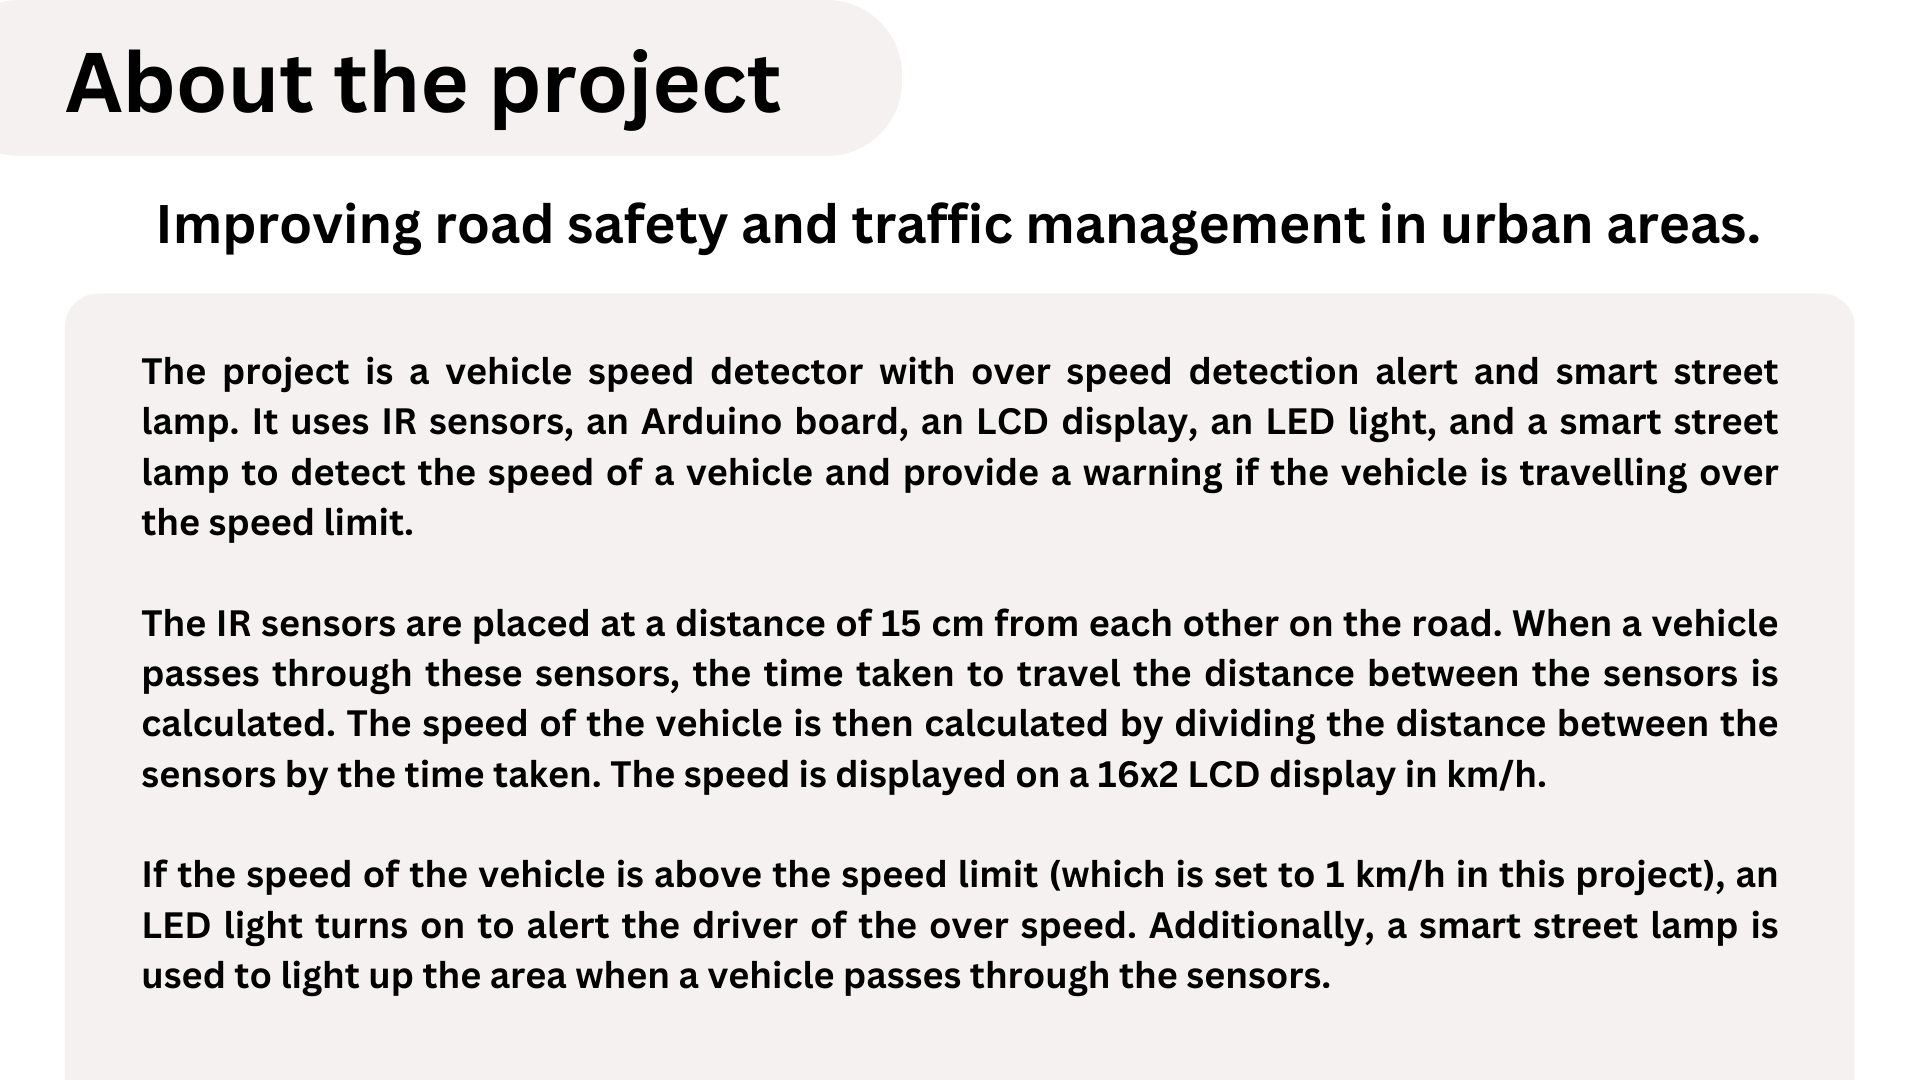 About the project
Improving road safety and traffic management in urban areas.
The project is a vehicle speed detector with over speed detection alert and smart street
lamp. It uses IR sensors, an Arduino board, an LCD display, an LED light, and a smart street
lamp to detect the speed of a vehicle and provide a warning if the vehicle is travelling over
the speed limit.
The IR sensors are placed at a distance of 15 cm from each other on the road. When a vehicle
passes through these sensors, the time taken to travel the distance between the sensors is
calculated. The speed of the vehicle is then calculated by dividing the distance between the
sensors by the time taken. The speed is displayed on a 16x2 LCD display in km/h.
If the speed of the vehicle is above the speed limit (which is set to 1 km/h in this project), an
LED light turns on to alert the driver of the over speed. Additionally, a smart street lamp is
used to light up the area when a vehicle passes through the sensors.